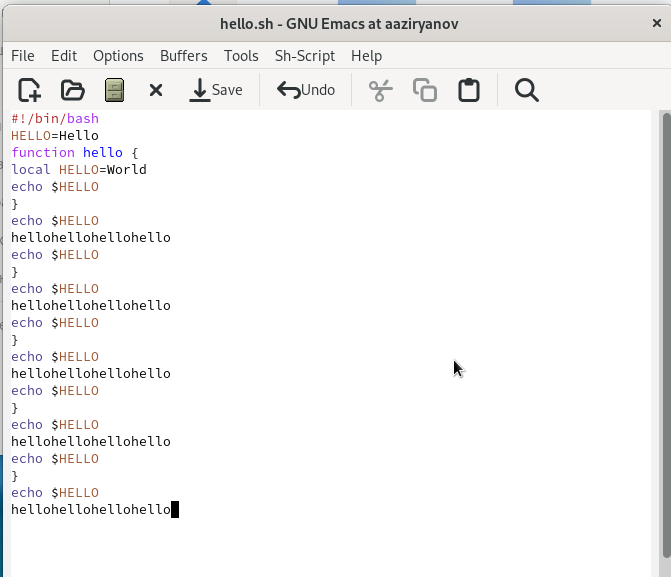 hello.sh - GNU Emacs at aaziryanov
File Edit Options Buffers Tools Sh-Script Help
Save Undo
#!/bin/bash
HELLO=Hello
function hello {
local HELLO=World
echo $HELLO
}
echo $HELLO
hellohellohellohello
echo $HELLO
}
echo $HELLO
hellohellohellohello
echo $HELLO
}
echo $HELLO
hellohellohellohello
echo $HELLO
}
echo $HELLO
hellohellohellohello
echo $HELLO
}
echo $HELLO
hellohellohellohello